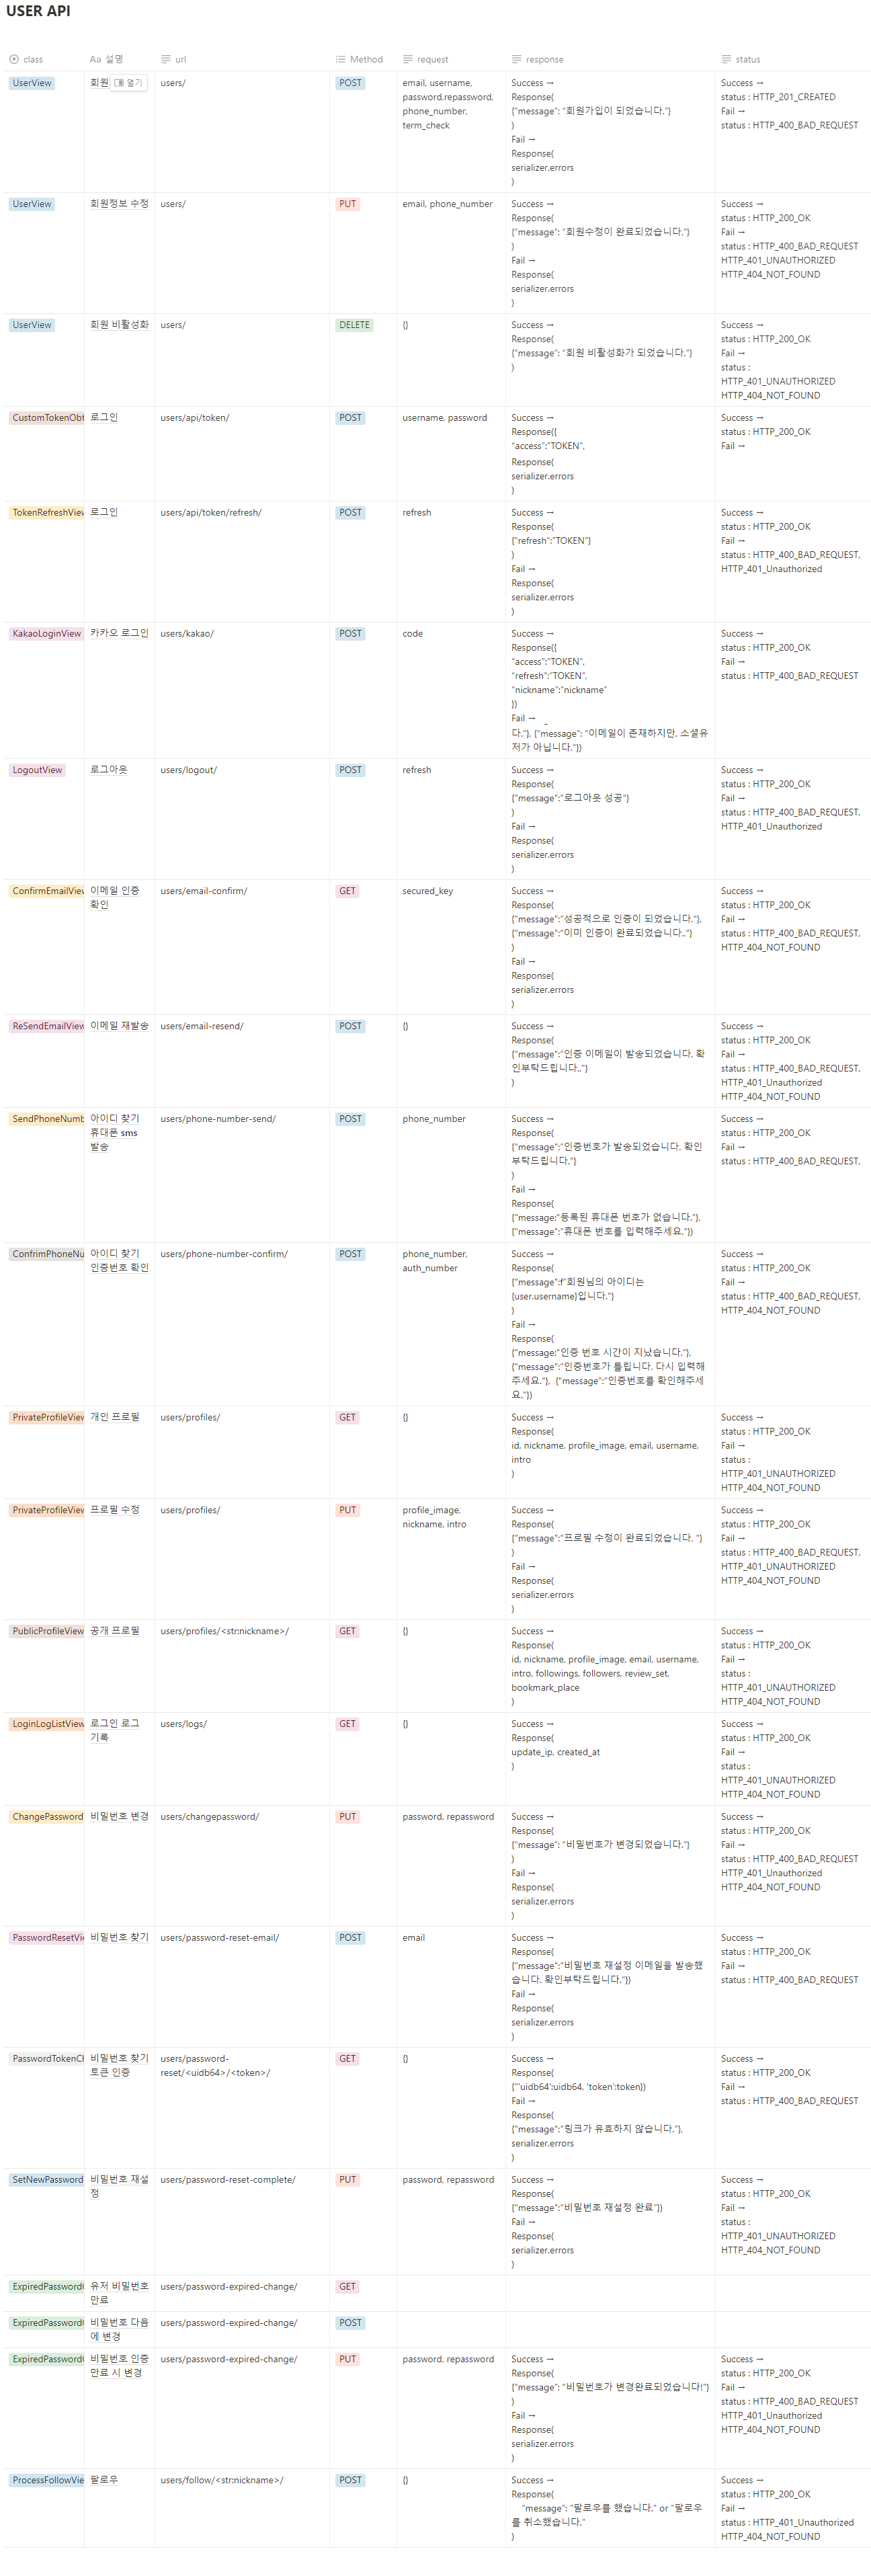 USER API
class 설명 url Method request response status
UserView 회원 열기 users/ POST email, username, Success →
Success →
password,repassword, Response( status : HTTP_201_CREATED
phone_number, {"message": "회원가입이 되었습니다."} Fail →
term_check ) status : HTTP_400_BAD_REQUEST
Fail →
Response(
serializer.errors
)
UserView 회원정보 수정 users/ PUT email, phone_number Success → Success →
Response( status : HTTP_200_OK
{"message": "회원수정이 완료되었습니다."} Fail →
) status : HTTP_400_BAD_REQUEST
Fail → HTTP_401_UNAUTHORIZED
Response( HTTP_404_NOT_FOUND
serializer.errors
)
UserView 회원 비활성화 users/ DELETE {} Success → Success →
Response( status : HTTP_200_OK
{"message": "회원 비활성화가 되었습니다."} Fail →
) status :
HTTP_401_UNAUTHORIZED
HTTP_404_NOT_FOUND
CustomTokenObt 로그인 users/api/token/ POST username, password Success → Success →
Response({ status : HTTP_200_OK
"access":"TOKEN", Fail →
Response(
serializer.errors
)
TokenRefreshView 로그인 users/api/token/refresh/ POST refresh Success → Success →
Response( status : HTTP_200_OK
{"refresh":"TOKEN"} Fail →
) status : HTTP_400_BAD_REQUEST,
Fail → HTTP_401_Unauthorized
Response(
serializer.errors
)
KakaoLoginView 카카오 로그인 users/kakao/ POST code Success → Success →
Response({ status : HTTP_200_OK
"access":"TOKEN", Fail →
"refresh":"TOKEN", status : HTTP_400_BAD_REQUEST
"nickname":"nickname"
})
Fail →
다."}, {"message": "이메일이 존재하지만, 소셜유
저가 아닙니다."})
LogoutView 로그아웃 users/logout/ POST refresh Success → Success →
Response( status : HTTP_200_OK
{"message":"로그아웃 성공"} Fail →
) status : HTTP_400_BAD_REQUEST,
Fail → HTTP_401_Unauthorized
Response(
serializer.errors
)
ConfirmEmailView 이메일 인증 users/email-confirm/ GET secured_key Success → Success →
확인 Response( status : HTTP_200_OK
{"message":"성공적으로 인증이 되었습니다."}, Fail →
{"message":"이미 인증이 완료되었습니다.."} status : HTTP_400_BAD_REQUEST,
) HTTP_404_NOT_FOUND
Fail →
Response(
serializer.errors
)
ReSendEmailView 이메일 재발송 users/email-resend/ POST {} Success → Success →
Response( status : HTTP_200_OK
{"message":"인증 이메일이 발송되었습니다. 확 Fail →
인부탁드립니다.."} status : HTTP_400_BAD_REQUEST,
) HTTP_401_Unauthorized
HTTP_404_NOT_FOUND
SendPhoneNumb 아이디 찾기 users/phone-number-send/ POST phone_number Success → Success →
휴대폰 sms Response( status : HTTP_200_OK
발송 {"message":"인증번호가 발송되었습니다. 확인 Fail →
부탁드립니다."} status : HTTP_400_BAD_REQUEST,
)
Fail →
Response(
{"message:"등록된 휴대폰 번호가 없습니다."},
{"message":"휴대폰 번호를 입력해주세요."})
ConfrimPhoneNu 아이디 찾기 users/phone-number-confirm/ POST phone_number, Success → Success →
인증번호 확인 auth_number Response( status : HTTP_200_OK
{"message":f"회원님의 아이디는 Fail →
{user.username}입니다."} status : HTTP_400_BAD_REQUEST,
) HTTP_404_NOT_FOUND
Fail →
Response(
{"message:"인증 번호 시간이 지났습니다."},
{"message":"인증번호가 틀립니다. 다시 입력해
주세요."}, {"message":"인증번호를 확인해주세
요."})
PrivateProfileView 개인 프로필 users/profiles/ GET {} Success → Success →
Response( status : HTTP_200_OK
id, nickname, profile_image, email, username, Fail →
intro status :
) HTTP_401_UNAUTHORIZED
HTTP_404_NOT_FOUND
PrivateProfileView 프로필 수정 users/profiles/ PUT profile_image, Success → Success →
nickname, intro Response( status : HTTP_200_OK
{"message":"프로필 수정이 완료되었습니다. "} Fail →
) status : HTTP_400_BAD_REQUEST,
Fail → HTTP_401_UNAUTHORIZED
Response( HTTP_404_NOT_FOUND
serializer.errors
)
PublicProfileView 공개 프로필 users/profiles/<str:nickname>/ GET {} Success → Success →
Response( status : HTTP_200_OK
id, nickname, profile_image, email, username, Fail →
intro, followings, followers, review_set, status :
bookmark_place HTTP_401_UNAUTHORIZED
) HTTP_404_NOT_FOUND
LoginLogListView 로그인 로그 users/logs/ GET {} Success → Success →
기록 Response( status : HTTP_200_OK
update_ip, created_at Fail →
) status :
HTTP_401_UNAUTHORIZED
HTTP_404_NOT_FOUND
ChangePassword 비밀번호 변경 users/changepassword/ PUT password, repassword Success → Success →
Response( status : HTTP_200_OK
{"message": "비밀번호가 변경되었습니다."} Fail →
) status : HTTP_400_BAD_REQUEST
Fail → HTTP_401_Unauthorized
Response( HTTP_404_NOT_FOUND
serializer.errors
)
PasswordResetVie 비밀번호 찾기 users/password-reset-email/ POST email Success → Success →
Response( status : HTTP_200_OK
{"message":"비밀번호 재설정 이메일을 발송했 Fail →
습니다. 확인부탁드립니다."}) status : HTTP_400_BAD_REQUEST
Fail →
Response(
serializer.errors
)
PasswordTokenCh 비밀번호 찾기 users/password- GET {} Success → Success →
토큰 인증 reset/<uidb64>/<token>/ Response( status : HTTP_200_OK
{"'uidb64':uidb64, 'token':token}) Fail →
Fail → status : HTTP_400_BAD_REQUEST
Response(
{"message":"링크가 유효하지 않습니다."},
serializer.errors
)
SetNewPassword 비밀번호 재설 users/password-reset-complete/ PUT password, repassword Success → Success →
정 Response( status : HTTP_200_OK
{"message":"비밀번호 재설정 완료"}) Fail →
Fail → status :
Response( HTTP_401_UNAUTHORIZED
serializer.errors HTTP_404_NOT_FOUND
)
ExpiredPassword 유저 비밀번호 users/password-expired-change/ GET
만료
ExpiredPassword 비밀번호 다음 users/password-expired-change/ POST
에 변경
ExpiredPassword 비밀번호 인증 users/password-expired-change/ PUT password, repassword Success → Success →
만료 시 변경 Response( status : HTTP_200_OK
{"message": "비밀번호가 변경완료되었습니다!"} Fail →
) status : HTTP_400_BAD_REQUEST
Fail → HTTP_401_Unauthorized
Response( HTTP_404_NOT_FOUND
serializer.errors
)
ProcessFollowVie 팔로우 users/follow/<str:nickname>/ POST {} Success → Success →
Response( status : HTTP_200_OK
"message": "팔로우를 했습니다." or "팔로우 Fail →
를 취소했습니다." status : HTTP_401_Unauthorized
) HTTP_404_NOT_FOUND